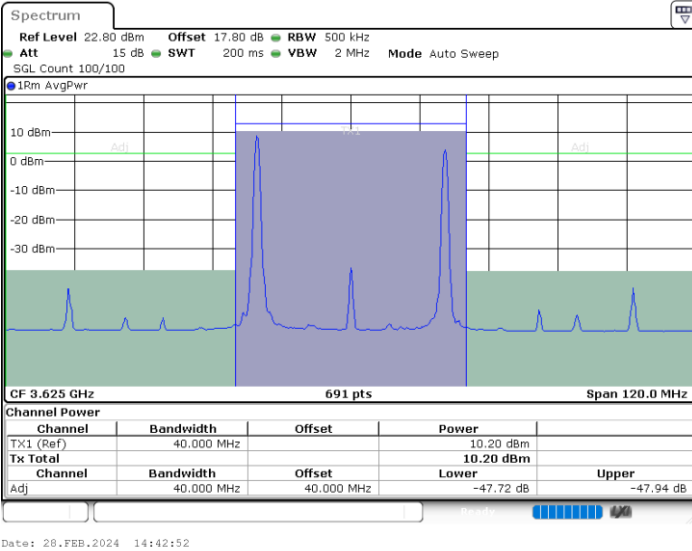 Spectrum
Ref Level 22.80 dBm Offset 17.80 dB RBW 500 kHz
Att 15 dB SWT 200 ms VBW 2 MHz Mode Auto Sweep
SGL Count 100/100
1Rm AvgPwr
10 dBm
TX1
Adj Adj
0 dBm
-10 dBm
-20 dBm
-30 dBm
CF 3.625 GHz 691 pts Span 120.0 MHz
Channel Power
Channel Bandwidth Offset Power
TX1 (Ref) 40.000 MHz 10.20 dBm
Tx Total 10.20 dBm
Channel Bandwidth Offset Lower Upper
Adj 40.000 MHz 40.000 MHz -47.72 dB -47.94 dB
Ready
Date: 28.FEB.2024 14:42:52